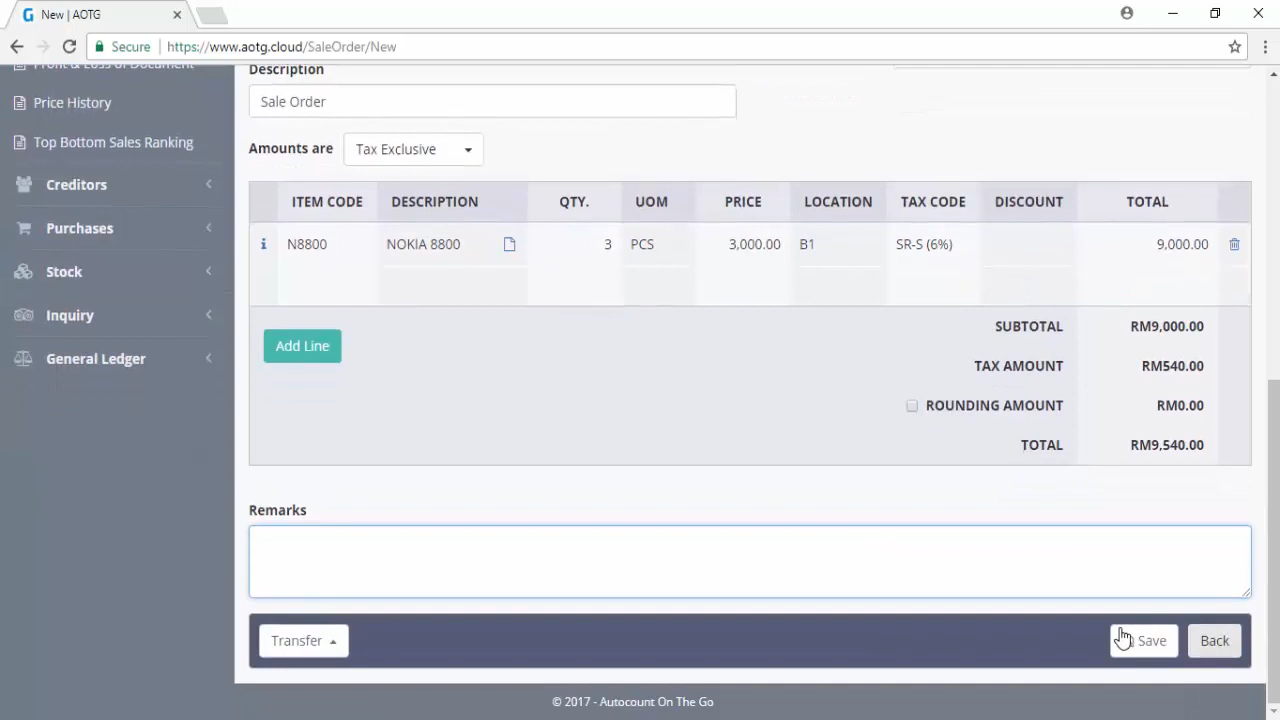 New | AOTG
Secure https://www.aotg.cloud/SaleOrder/New
Profit & Loss of Document
Price History
Top Bottom Sales Ranking
Creditors
Purchases
Stock
Inquiry
General Ledger
Description
Sale Order
Amounts are Tax Exclusive
ITEM CODE DESCRIPTION QTY. UOM PRICE LOCATION TAX CODE DISCOUNT TOTAL
N8800 NOKIA 8800 3 PCS 3,000.00 B1 SR-S (6%) 9,000.00
Add Line
SUBTOTAL RM9,000.00
TAX AMOUNT RM540.00
ROUNDING AMOUNT RM0.00
TOTAL RM9,540.00
Remarks
Transfer Save Back
© 2017 - Autocount On The Go